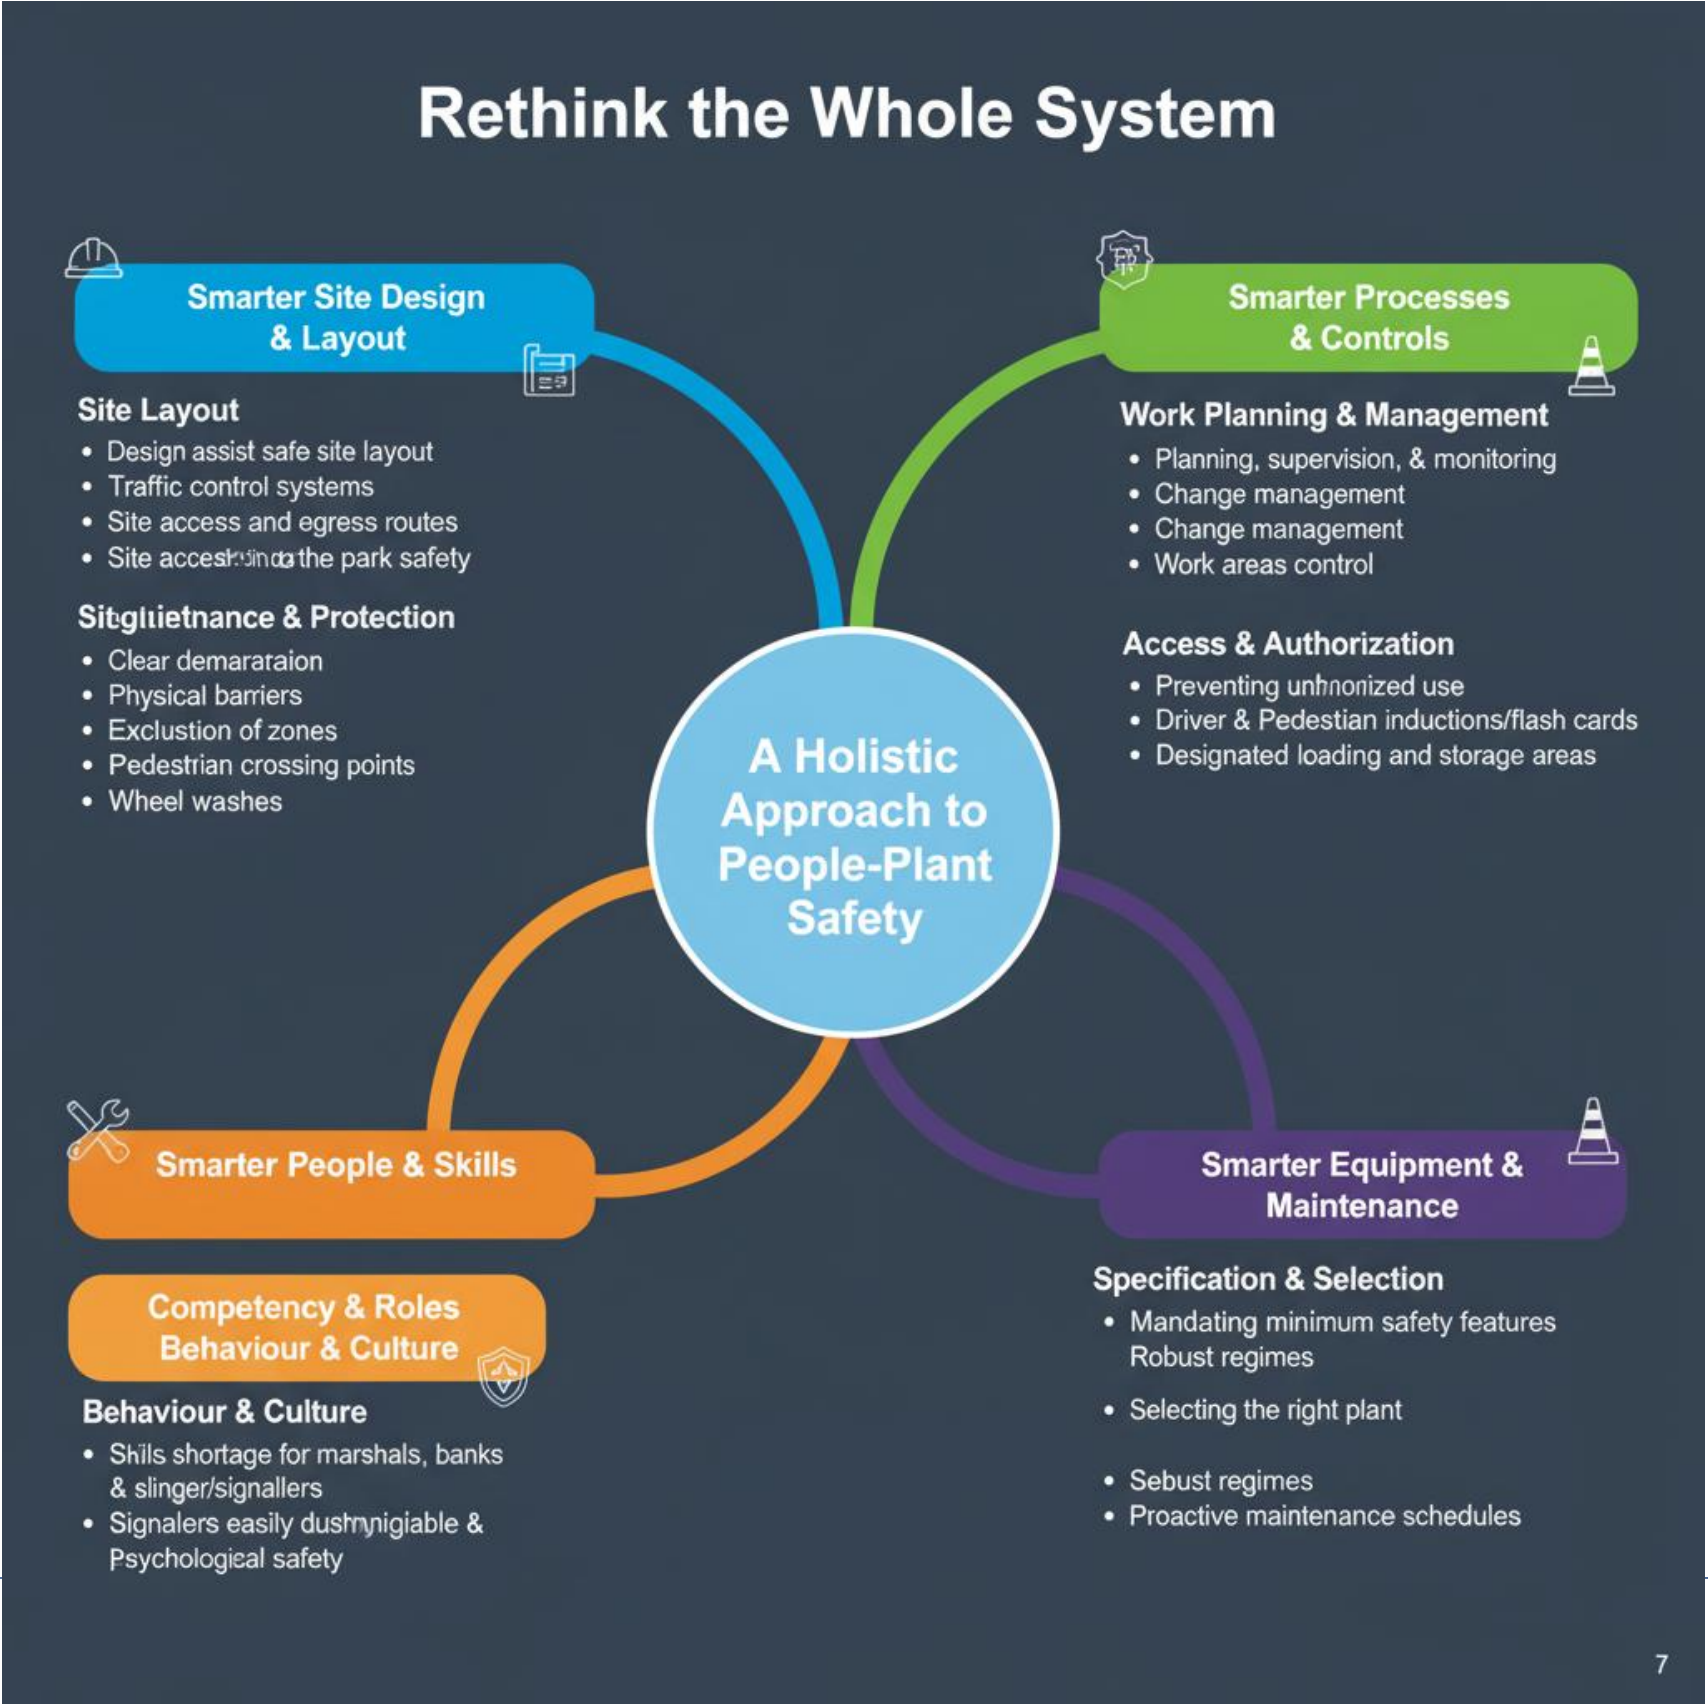 Rethink the Whole System
Smarter Site Design
& Layout
Site Layout
• Design assist safe site layout
• Traffic control systems
• Site access and egress routes
• Site the park safety
& Protection
• Clear demararaion
• Physical barriers
• Exclustion of zones
• Pedestrian crossing points
• Wheel washes
Smarter Processes
& Controls
Work Planning & Management
• Planning, supervision, & monitoring
• Change management
• Change management
• Work areas control
Access & Authorization
• Preventing use
• Driver & Pedestian inductions/flash cards
• Designated loading and storage areas
A Holistic
Approach to
People-Plant
Safety
Smarter People & Skills
Competency & Roles
Behaviour & Culture
Behaviour & Culture
• Shills shortage for marshals, banks
& slinger/signallers
• Signalers easily &
Psychological safety
Smarter Equipment &
Maintenance
Specification & Selection
• Mandating minimum safety features
Robust regimes
• Selecting the right plant
• Sebust regimes
• Proactive maintenance schedules
7